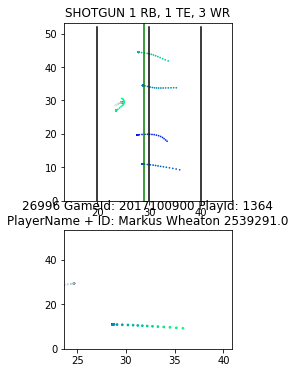 SHOTGUN 1 RB, 1 TE, 3 WR
50
40
30
20
10
0
20 30 40
26996 GameId: 2017100900 PlayId: 1364
PlayerName + ID: Markus Wheaton 2539291.0
40
20
0
25 30 35 40